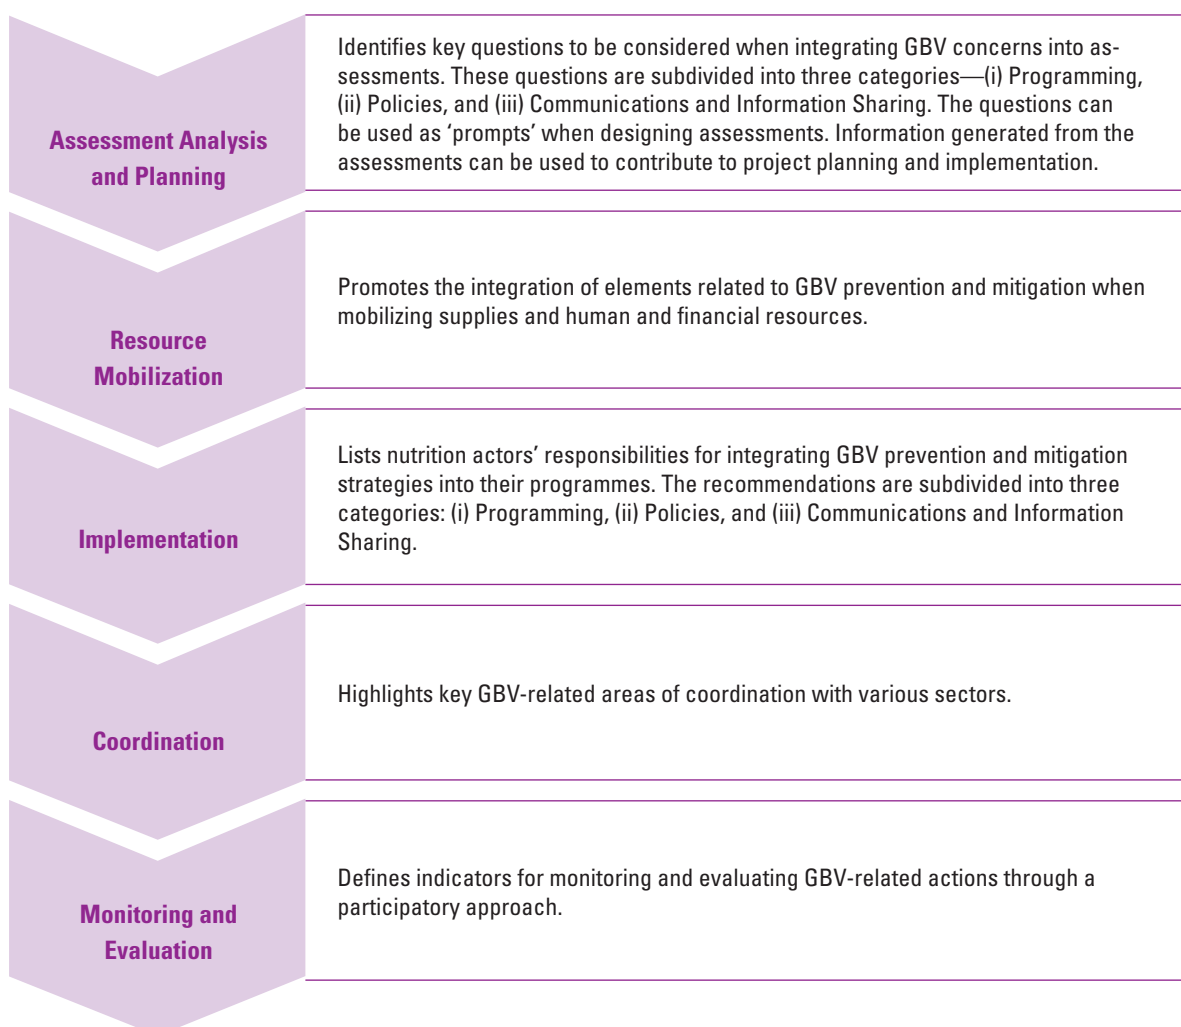 Assessment Analysis
and Planning
Identifies key questions to be considered when integrating GBV concerns into as-
sessments. These questions are subdivided into three categories—(i) Programming,
(ii) Policies, and (iii) Communications and Information Sharing. The questions can
be used as ‘prompts’ when designing assessments. Information generated from the
assessments can be used to contribute to project planning and implementation.
Resource
Mobilization
Promotes the integration of elements related to GBV prevention and mitigation when
mobilizing supplies and human and financial resources.
Implementation
Lists nutrition actors’ responsibilities for integrating GBV prevention and mitigation
strategies into their programmes. The recommendations are subdivided into three
categories: (i) Programming, (ii) Policies, and (iii) Communications and Information
Sharing.
Coordination
Highlights key GBV-related areas of coordination with various sectors.
Monitoring and
Evaluation
Defines indicators for monitoring and evaluating GBV-related actions through a
participatory approach.